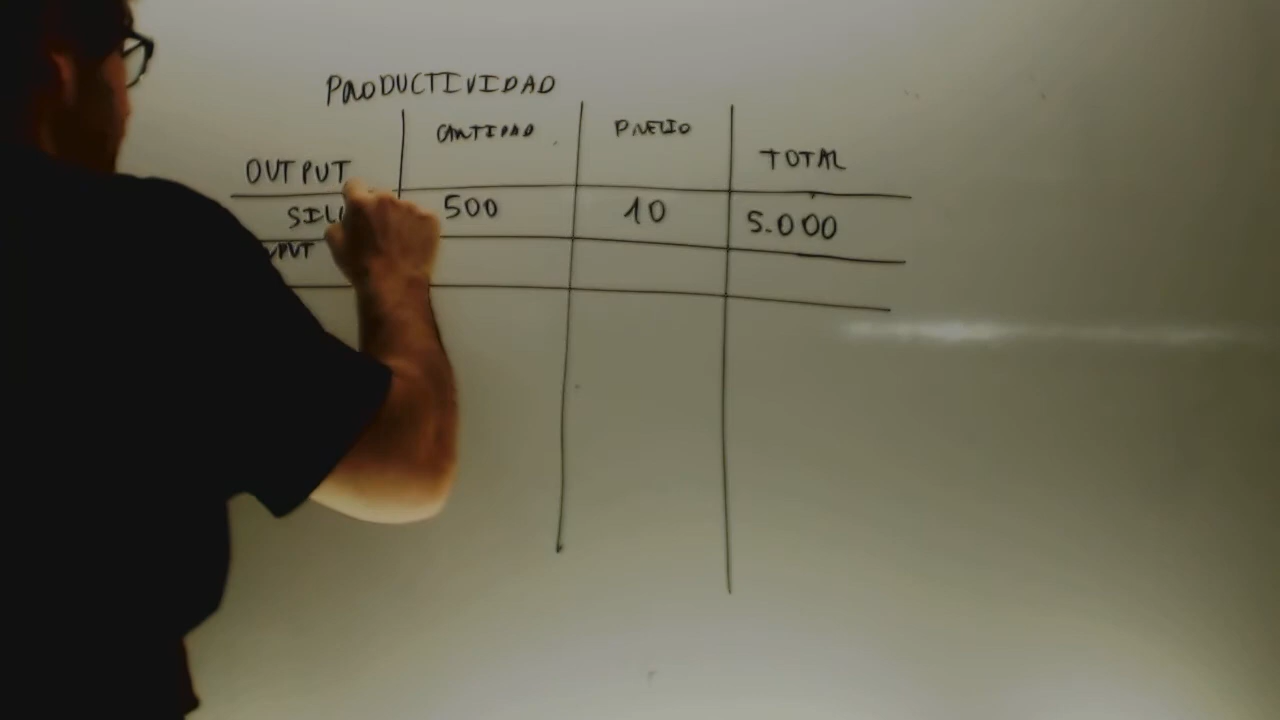 PRODUCTIVIDAD
CANTIDAD PRECIO
OUTPUT TOTAL
500 10 5.000